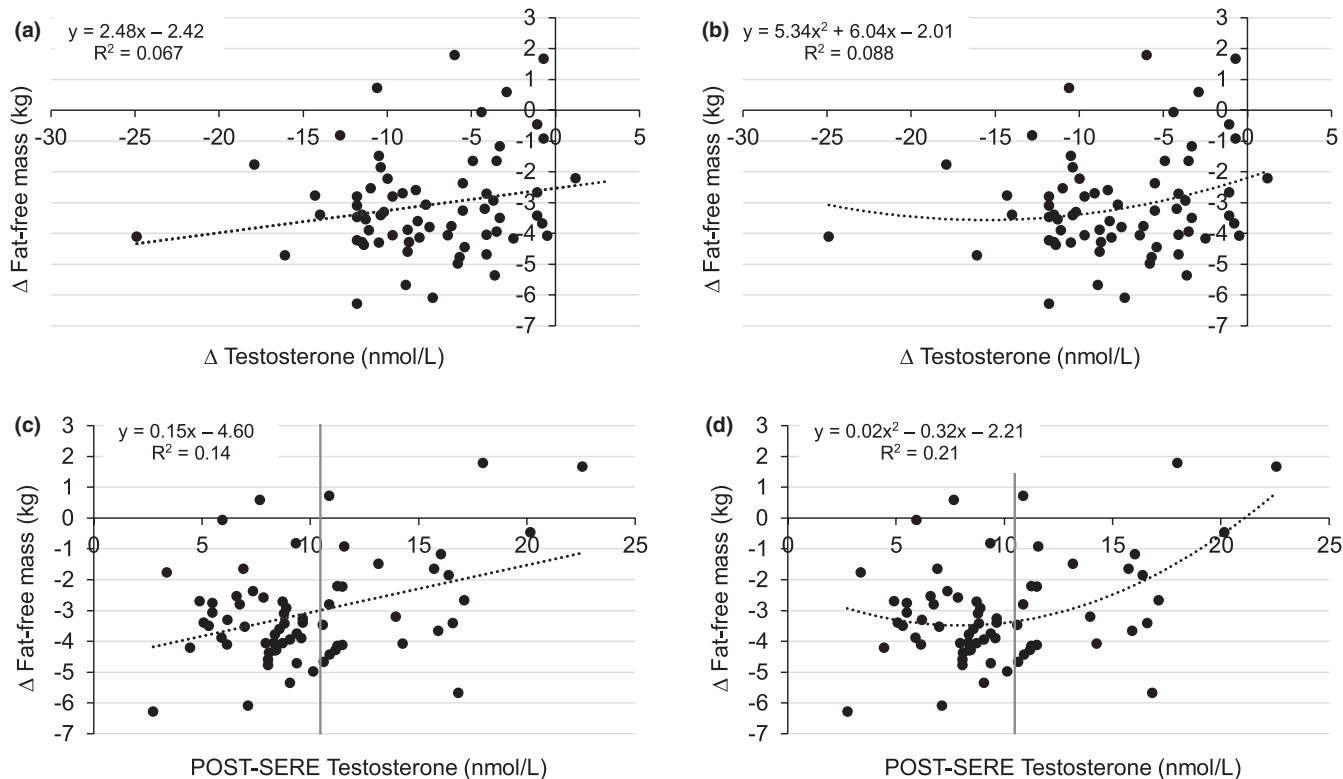 (a)
y = 2.48x – 2.42
R² = 0.067
3
2
1
0
-30 -25 -20 -15 -10 -5 0 5
-1
-2
-3
-4
-5
-6
-7
Δ Fat-free mass (kg)
Δ Testosterone (nmol/L)
(b)
y = 5.34x² + 6.04x – 2.01
R² = 0.088
3
2
1
0
-30 -25 -20 -15 -10 -5 0 5
-1
-2
-3
-4
-5
-6
-7
Δ Fat-free mass (kg)
Δ Testosterone (nmol/L)
(c)
y = 0.15x – 4.60
R² = 0.14
3
2
1
0
0 5 10 15 20 25
-1
-2
-3
-4
-5
-6
-7
Δ Fat-free mass (kg)
POST-SERE Testosterone (nmol/L)
(d)
y = 0.02x² – 0.32x – 2.21
R² = 0.21
3
2
1
0
0 5 10 15 20 25
-1
-2
-3
-4
-5
-6
-7
Δ Fat-free mass (kg)
POST-SERE Testosterone (nmol/L)